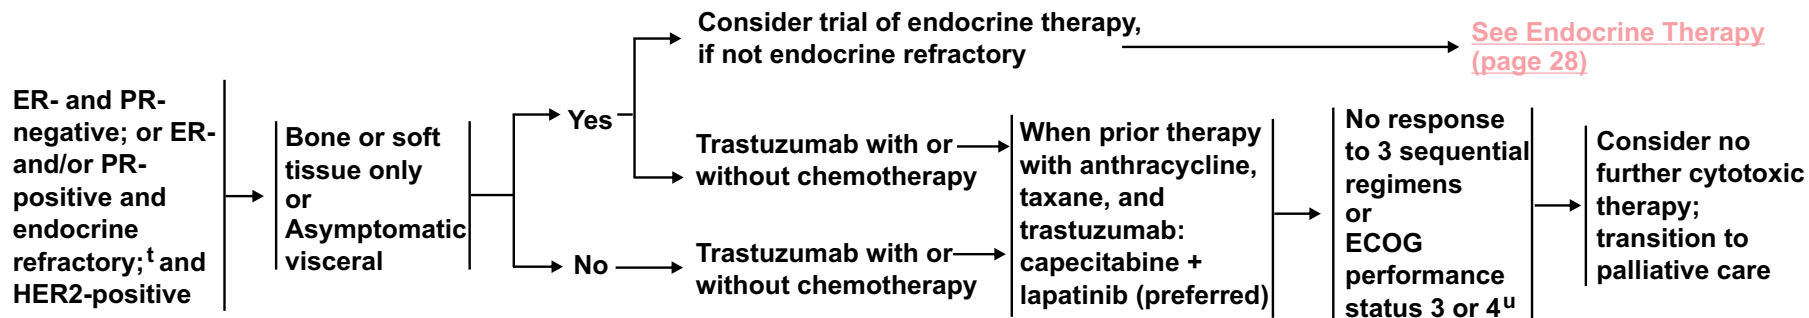 ER- and PR-
negative; or ER-
and/or PR-
positive and
endocrine
refractory;t and
HER2-positive
Bone or soft
tissue only
or
Asymptomatic
visceral
Yes
No
Consider trial of endocrine therapy,
if not endocrine refractory
See Endocrine Therapy
(page 28)
Trastuzumab with or
without chemotherapy
Trastuzumab with or
without chemotherapy
When prior therapy
with anthracycline,
taxane, and
trastuzumab:
capecitabine +
lapatinib (preferred)
No response
to 3 sequential
regimens
or
ECOG
performance
status 3 or 4u
Consider no
further cytotoxic
therapy;
transition to
palliative care